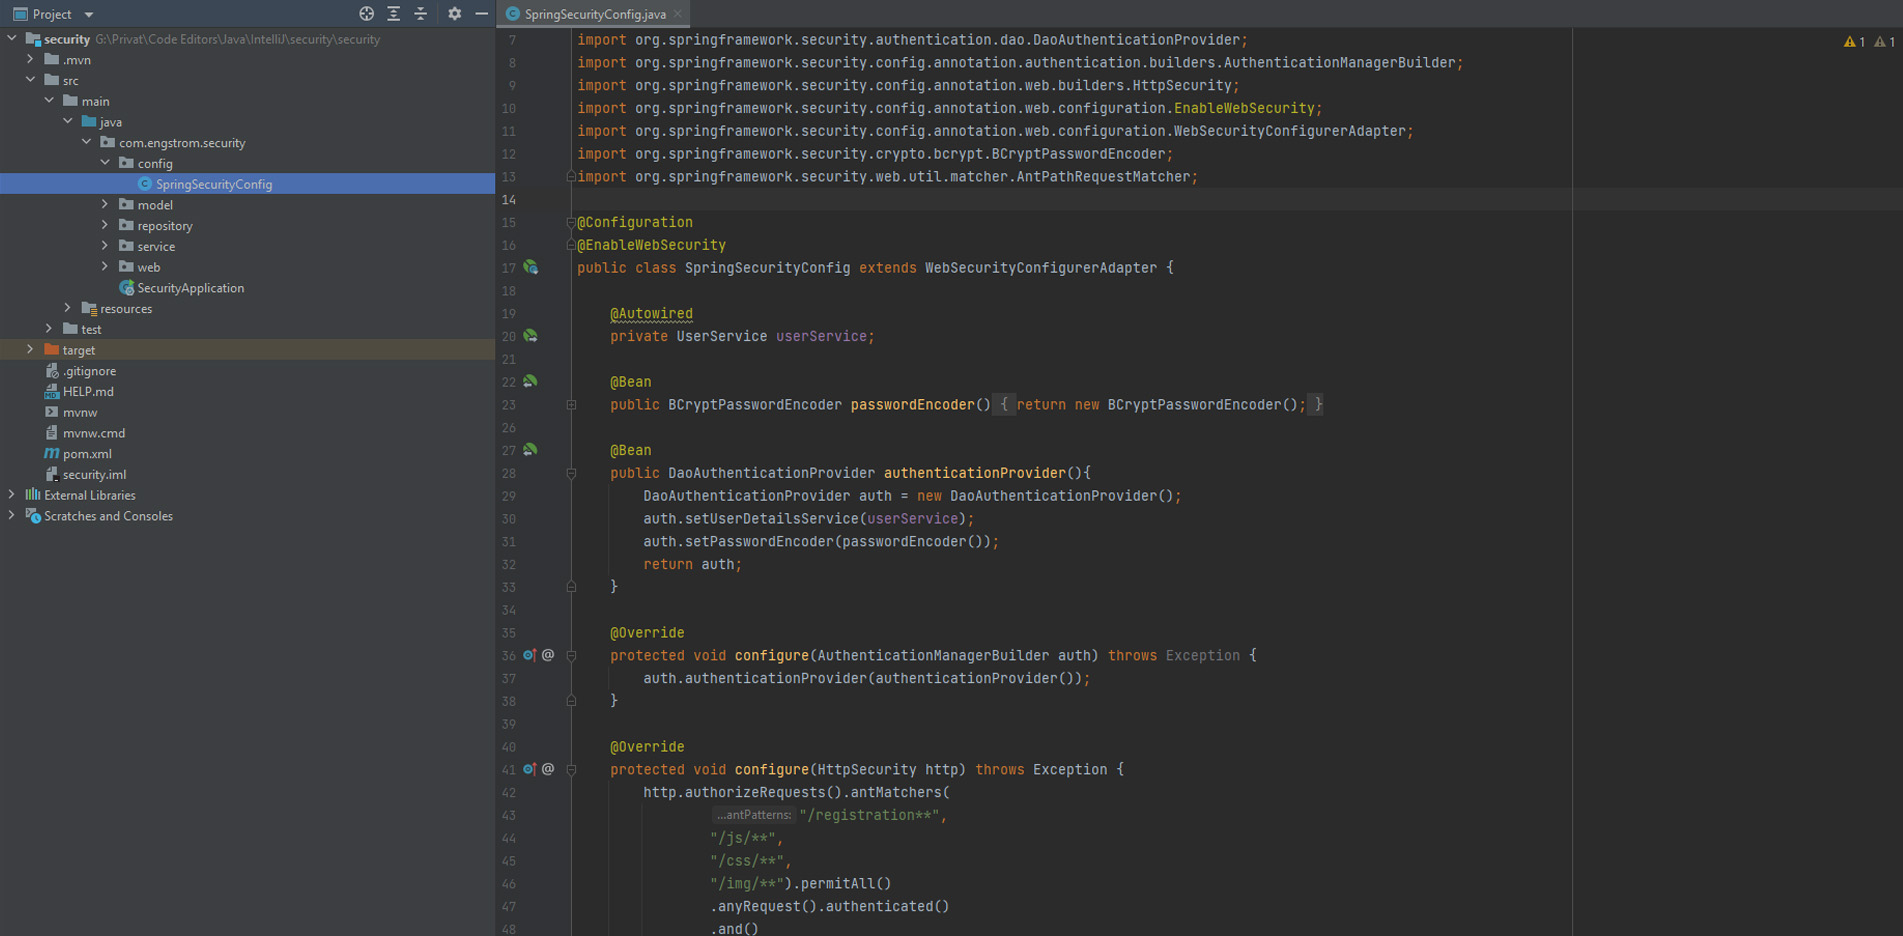 Project
security G:\Privat\Code Editors\Java\IntelliJ\security\security
.mvn
src
main
java
com.engstrom.security
config
SpringSecurityConfig
model
repository
service
web
SecurityApplication
resources
test
target
.gitignore
HELP.md
mvnw
mvnw.cmd
pom.xml
security.iml
External Libraries
Scratches and Consoles
SpringSecurityConfig.java
1 1
7 import org.springframework.security.authentication.dao.DaoAuthenticationProvider;
8 import org.springframework.security.config.annotation.authentication.builders.AuthenticationManagerBuilder;
9 import org.springframework.security.config.annotation.web.builders.HttpSecurity;
10 import org.springframework.security.config.annotation.web.configuration.EnableWebSecurity;
11 import org.springframework.security.config.annotation.web.configuration.WebSecurityConfigurerAdapter;
12 import org.springframework.security.crypto.bcrypt.BCryptPasswordEncoder;
13 import org.springframework.security.web.util.matcher.AntPathRequestMatcher;
14
15 @Configuration
16 @EnableWebSecurity
17 public class SpringSecurityConfig extends WebSecurityConfigurerAdapter {
18
19 @Autowired
20 private UserService userService;
21
22 @Bean
23 public BCryptPasswordEncoder passwordEncoder() { return new BCryptPasswordEncoder(); }
26
27 @Bean
28 public DaoAuthenticationProvider authenticationProvider(){
29 DaoAuthenticationProvider auth = new DaoAuthenticationProvider();
30 auth.setUserDetailsService(userService);
31 auth.setPasswordEncoder(passwordEncoder());
32 return auth;
33 }
34
35 @Override
36 @ protected void configure(AuthenticationManagerBuilder auth) throws Exception {
37 auth.authenticationProvider(authenticationProvider());
38 }
39
40 @Override
41 @ protected void configure(HttpSecurity http) throws Exception {
42 http.authorizeRequests().antMatchers(
43 ...antPatterns: "/registration**",
44 "/js/**",
45 "/css/**",
46 "/img/**").permitAll()
47 .anyRequest().authenticated()
48 .and()